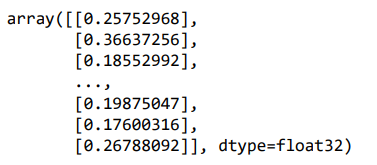 array([[0.25752968],
[0.36637256],
[0.18552992],
...,
[0.19875047],
[0.17600316],
[0.26788092]], dtype=float32)